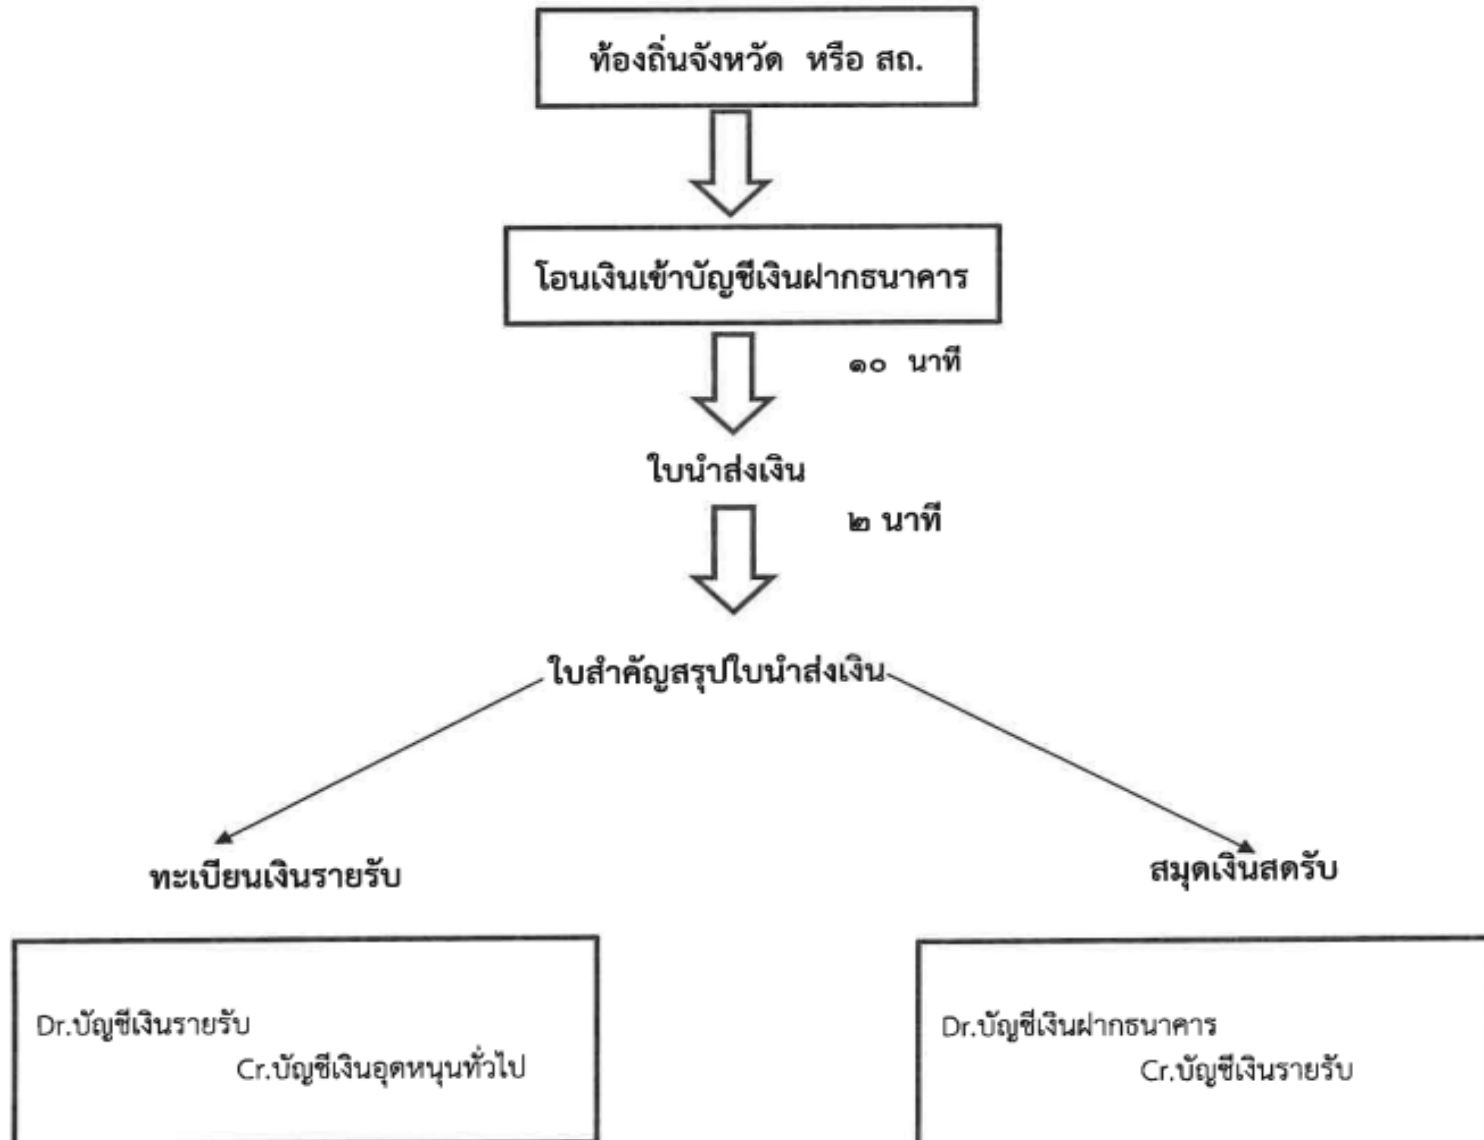 ท้องถิ่นจังหวัด หรือ สถ.
โอนเงินเข้าบัญชีเงินฝากธนาคาร
๑๐ นาที
ใบนำส่งเงิน
๒ นาที
ใบสำคัญสรุปใบนำส่งเงิน
ทะเบียนเงินรายรับ
สมุดเงินสดรับ
Dr.บัญชีเงินรายรับ
Cr.บัญชีเงินอุดหนุนทั่วไป
Dr.บัญชีเงินฝากธนาคาร
Cr.บัญชีเงินรายรับ